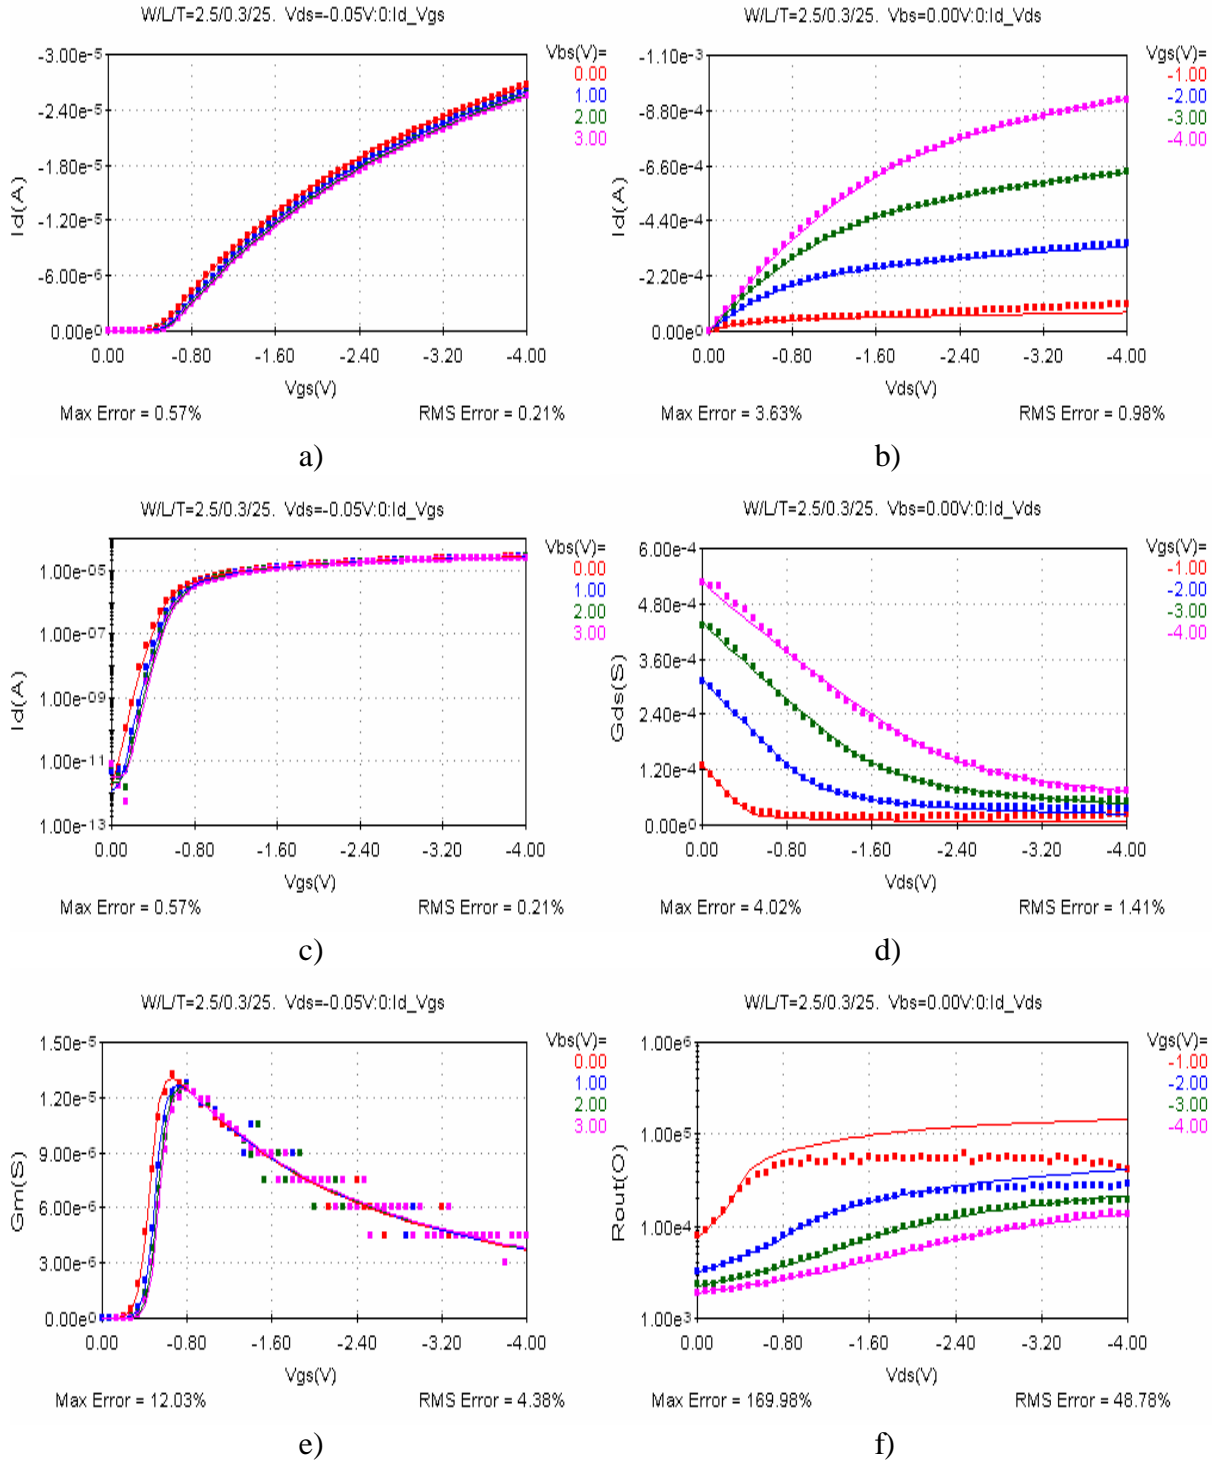 W/L/T=2.5/0.3/25. Vds=-0.05V:0:Id_Vgs
-3.00e-5
-2.40e-5
-1.80e-5
-1.20e-5
-6.00e-6
0.00e0
Id(A)
0.00 -0.80 -1.60 -2.40 -3.20 -4.00
Vgs(V)
Vbs(V)=
0.00
1.00
2.00
3.00
Max Error = 0.57% RMS Error = 0.21%
a)
W/L/T=2.5/0.3/25. Vbs=0.00V:0:Id_Vds
-1.10e-3
-8.80e-4
-6.60e-4
-4.40e-4
-2.20e-4
0.00e0
Id(A)
0.00 -0.80 -1.60 -2.40 -3.20 -4.00
Vds(V)
Vgs(V)=
-1.00
-2.00
-3.00
-4.00
Max Error = 3.63% RMS Error = 0.98%
b)
W/L/T=2.5/0.3/25. Vds=-0.05V:0:Id_Vgs
1.00e-05
1.00e-07
1.00e-09
1.00e-11
1.00e-13
Id(A)
0.00 -0.80 -1.60 -2.40 -3.20 -4.00
Vgs(V)
Vbs(V)=
0.00
1.00
2.00
3.00
Max Error = 0.57% RMS Error = 0.21%
c)
W/L/T=2.5/0.3/25. Vbs=0.00V:0:Id_Vds
6.00e-4
4.80e-4
3.60e-4
2.40e-4
1.20e-4
0.00e0
Gds(S)
0.00 -0.80 -1.60 -2.40 -3.20 -4.00
Vds(V)
Vgs(V)=
-1.00
-2.00
-3.00
-4.00
Max Error = 4.02% RMS Error = 1.41%
d)
W/L/T=2.5/0.3/25. Vds=-0.05V:0:Id_Vgs
1.50e-5
1.20e-5
9.00e-6
6.00e-6
3.00e-6
0.00e0
Gm(S)
0.00 -0.80 -1.60 -2.40 -3.20 -4.00
Vgs(V)
Vbs(V)=
0.00
1.00
2.00
3.00
Max Error = 12.03% RMS Error = 4.38%
e)
W/L/T=2.5/0.3/25. Vbs=0.00V:0:Id_Vds
1.00e6
1.00e5
1.00e4
1.00e3
Rout(O)
0.00 -0.80 -1.60 -2.40 -3.20 -4.00
Vds(V)
Vgs(V)=
-1.00
-2.00
-3.00
-4.00
Max Error = 169.98% RMS Error = 48.78%
f)